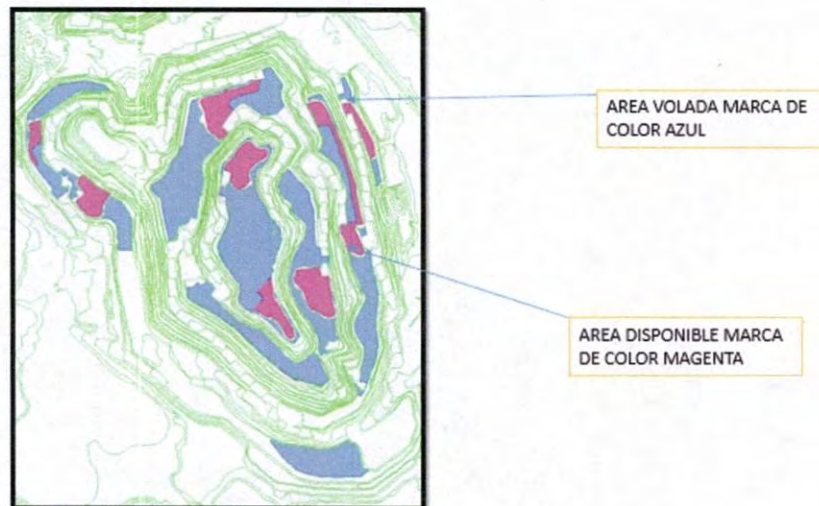 AREA VOLADA MARCA DE
COLOR AZUL
AREA DISPONIBLE MARCA
DE COLOR MAGENTA